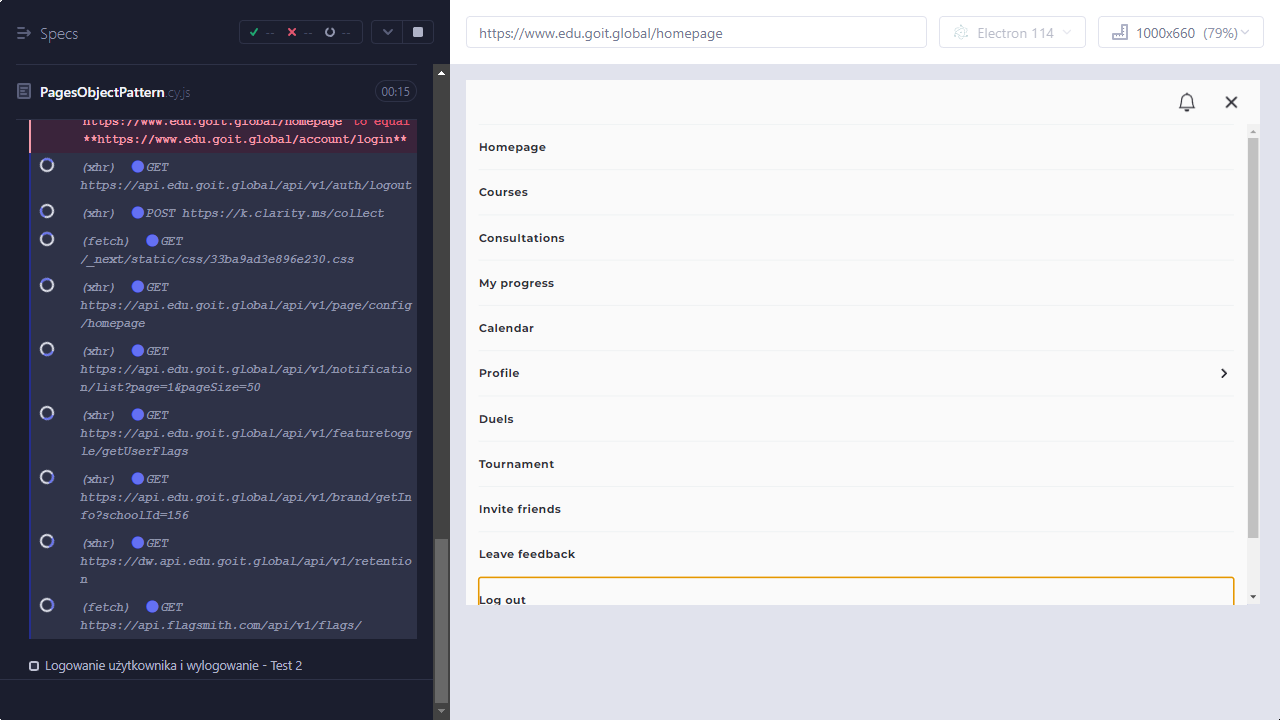 Specs
-- -- --
PagesObjectPattern.cy.js
00:15
https://www.edu.goit.global/homepage to equal
**https://www.edu.goit.global/account/login**
(xhr) GET
https://api.edu.goit.global/api/v1/auth/logout
(xhr) POST https://k.clarity.ms/collect
(fetch) GET
/_next/static/css/33ba9ad3e896e230.css
(xhr) GET
https://api.edu.goit.global/api/v1/page/config
/homepage
(xhr) GET
https://api.edu.goit.global/api/v1/notificatio
n/list?page=1&pageSize=50
(xhr) GET
https://api.edu.goit.global/api/v1/featuretogg
le/getUserFlags
(xhr) GET
https://api.edu.goit.global/api/v1/brand/getIn
fo?schoolId=156
(xhr) GET
https://dw.api.edu.goit.global/api/v1/retentio
n
(fetch) GET
https://api.flagsmith.com/api/v1/flags/
Logowanie użytkownika i wylogowanie - Test 2
https://www.edu.goit.global/homepage
Electron 114
1000x660 (79%)
Homepage
Courses
Consultations
My progress
Calendar
Profile
Duels
Tournament
Invite friends
Leave feedback
Log out